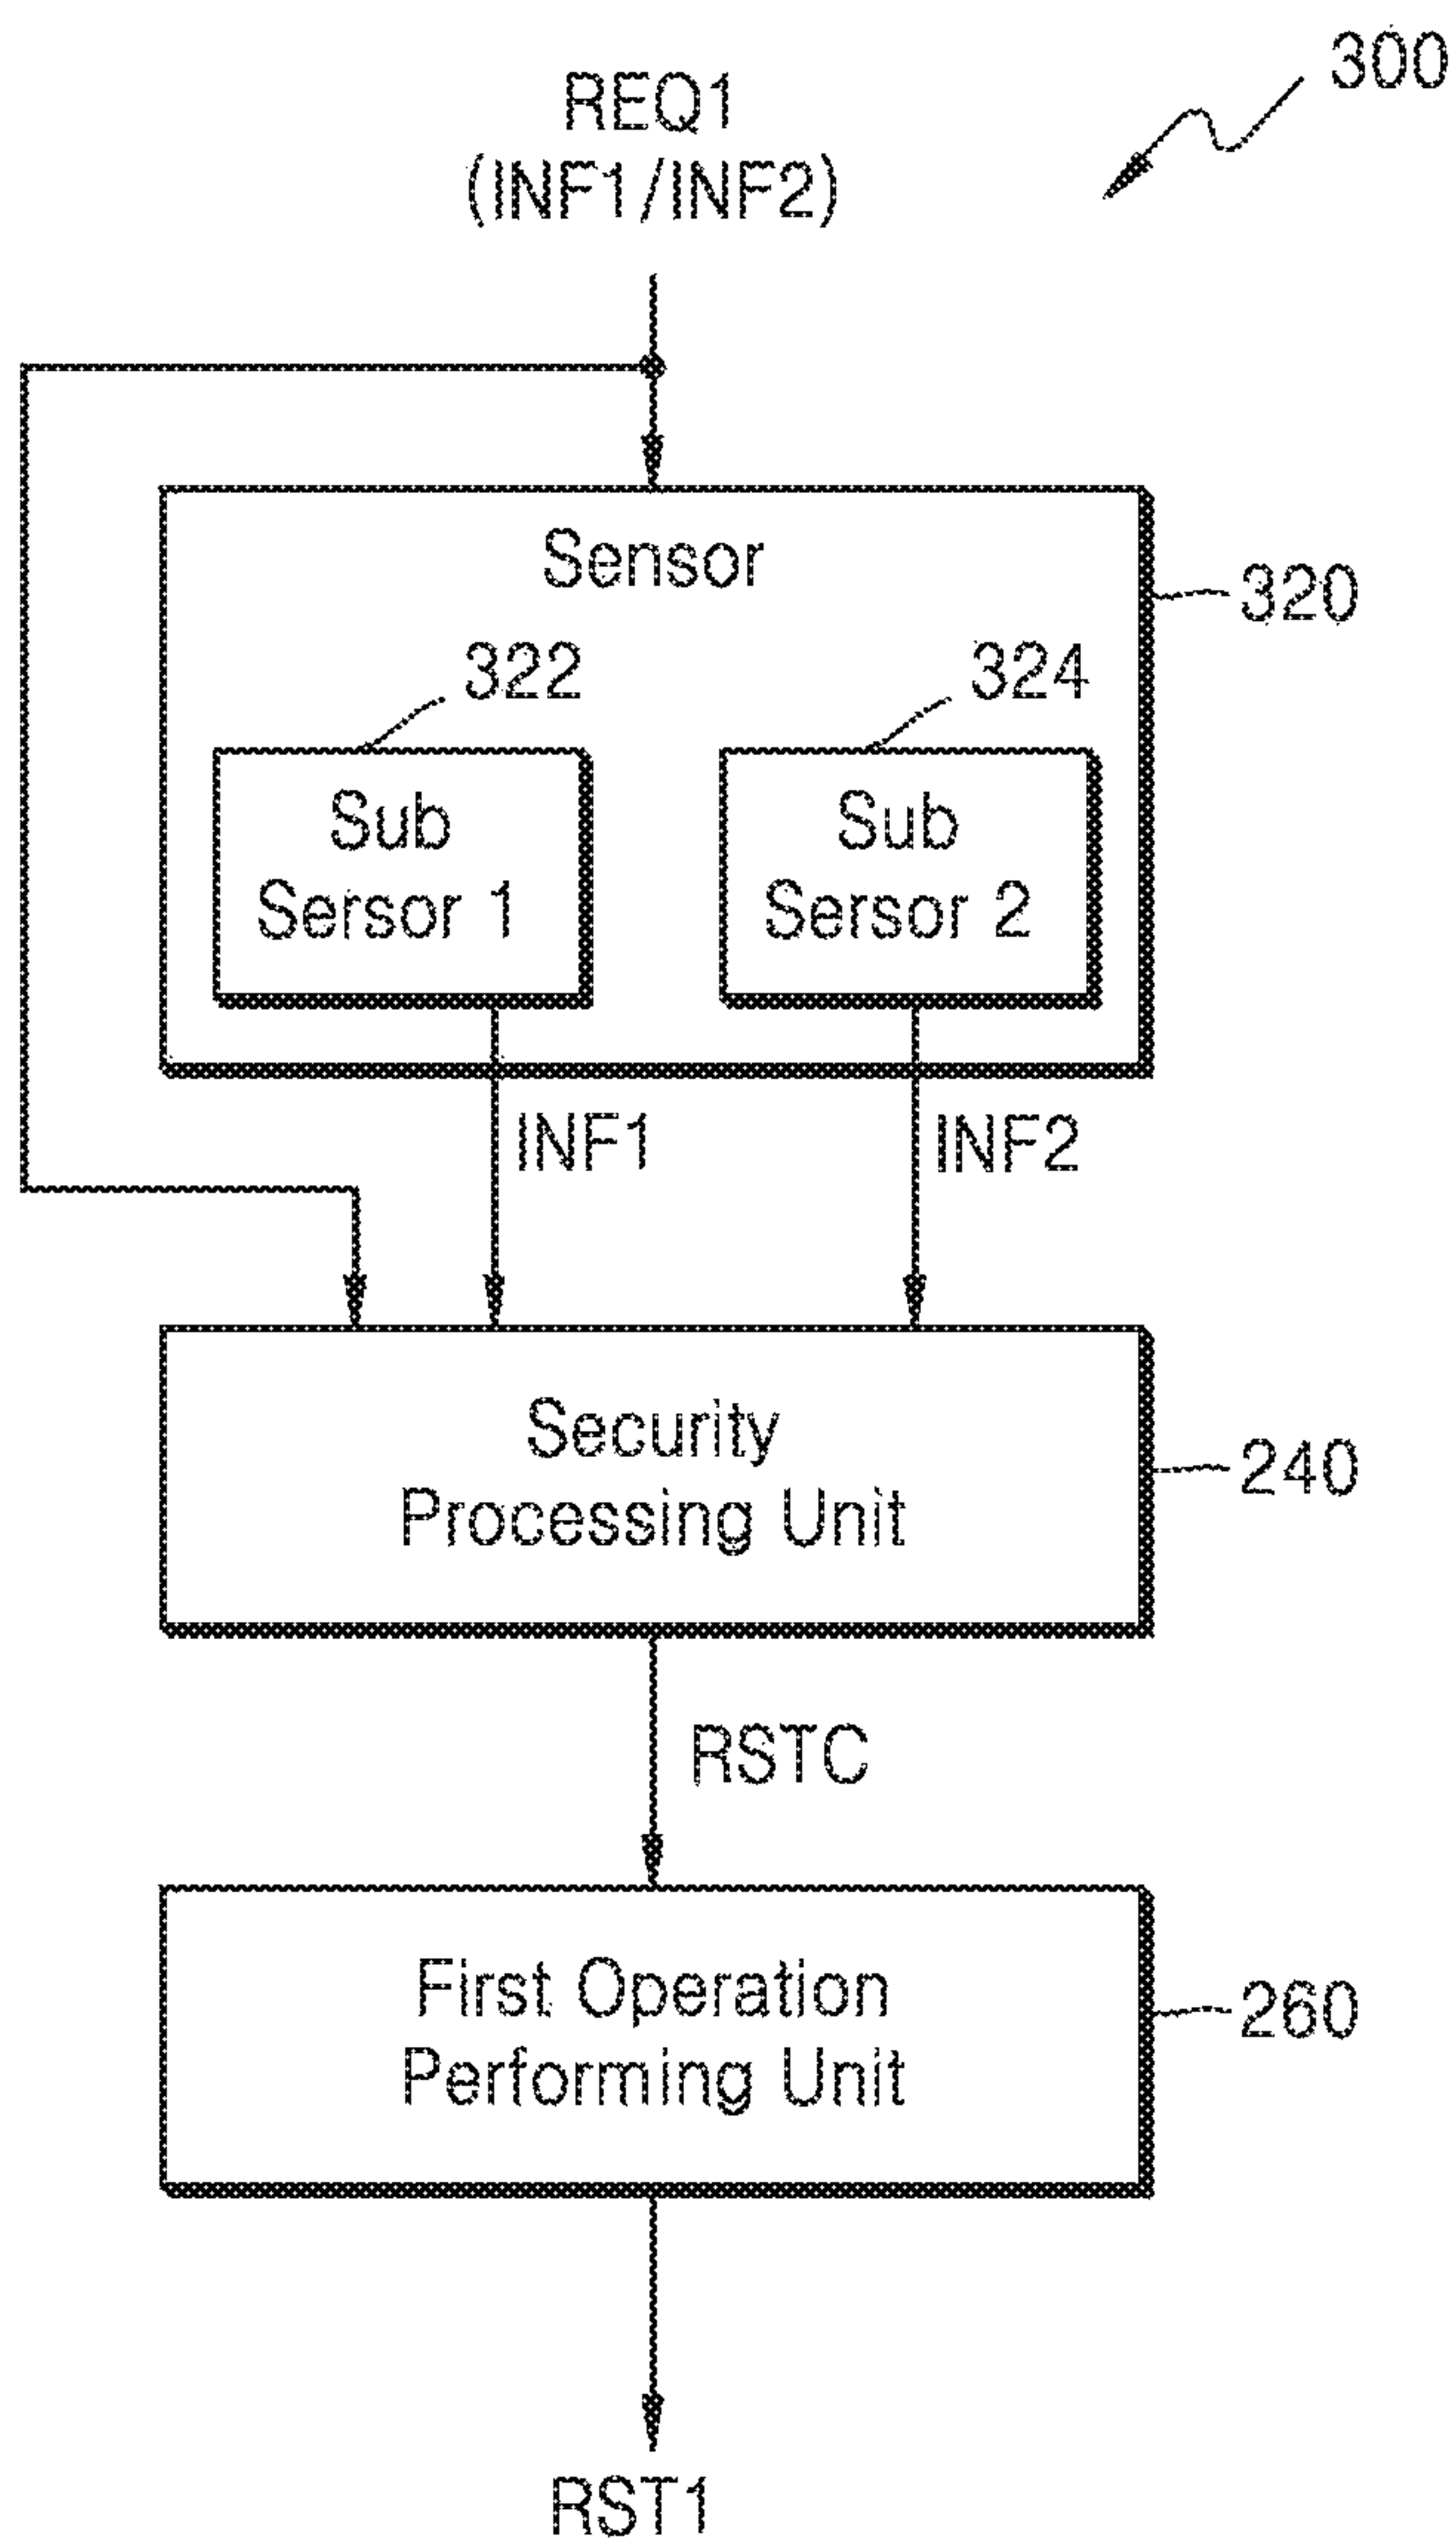 300
REQ1
(INF1/INF2)
Sensor
320
322
324
Sub
Sersor 1
Sub
Sersor 2
INF1
INF2
Security
Processing Unit
240
RSTC
First Operation
Performing Unit
260
RST1